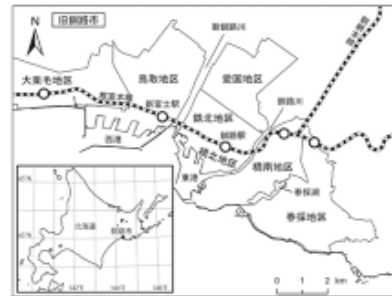 旧釧路市
N
新釧路川
鳥取地区
愛国地区
大楽毛地区
新富士駅
鉄北地区
釧路川
西港
釧路駅
橋北地区
橋南地区
東港
春採湖
春採地区
北海道
釧路市
0 1 2 km